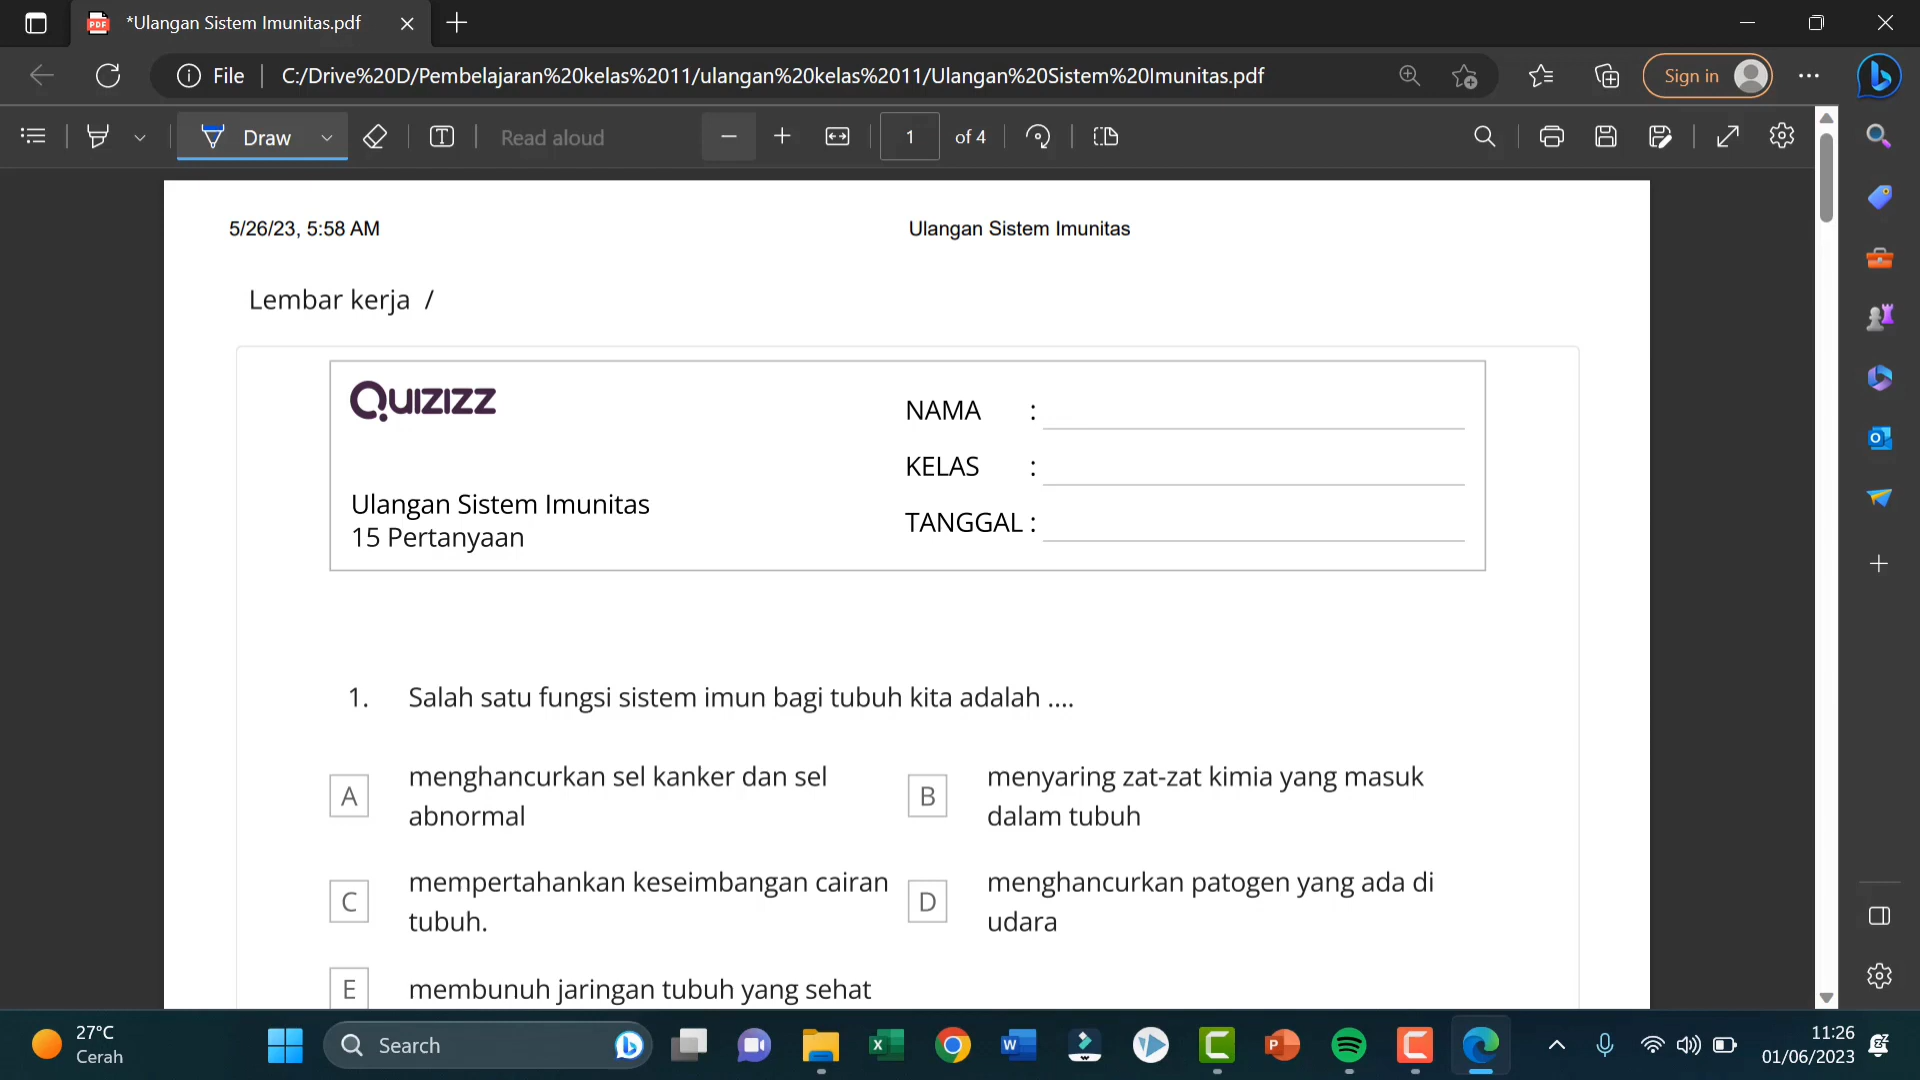 *Ulangan Sistem Imunitas.pdf
File
C:/Drive%20D/Pembelajaran%20kelas%2011/ulangan%20kelas%2011/Ulangan%20Sistem%20Imunitas.pdf
Sign in
Draw
Read aloud
1 of 4
5/26/23, 5:58 AM
Ulangan Sistem Imunitas
Lembar kerja /
Quizizz
NAMA :
KELAS :
TANGGAL :
Ulangan Sistem Imunitas
15 Pertanyaan
1. Salah satu fungsi sistem imun bagi tubuh kita adalah ....
A menghancurkan sel kanker dan sel
abnormal
B menyaring zat-zat kimia yang masuk
dalam tubuh
C mempertahankan keseimbangan cairan
tubuh.
D menghancurkan patogen yang ada di
udara
E membunuh jaringan tubuh yang sehat
27°C
Cerah
Search
11:26
01/06/2023